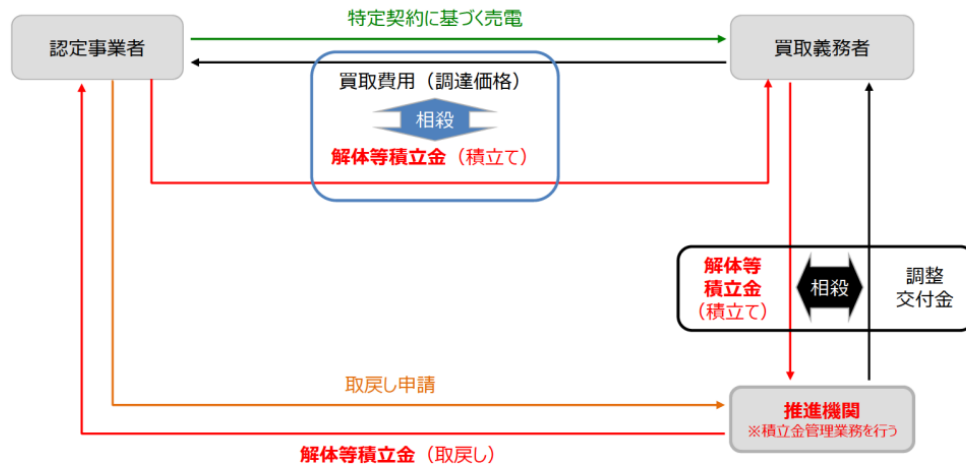 特定契約に基づく売電
認定事業者
買取義務者
買取費用（調達価格）
相殺
解体等積立金（積立て）
解体等
積立金
（積立て）
相殺
調整
交付金
取戻し申請
推進機関
※積立金管理業務を行う
解体等積立金（取戻し）